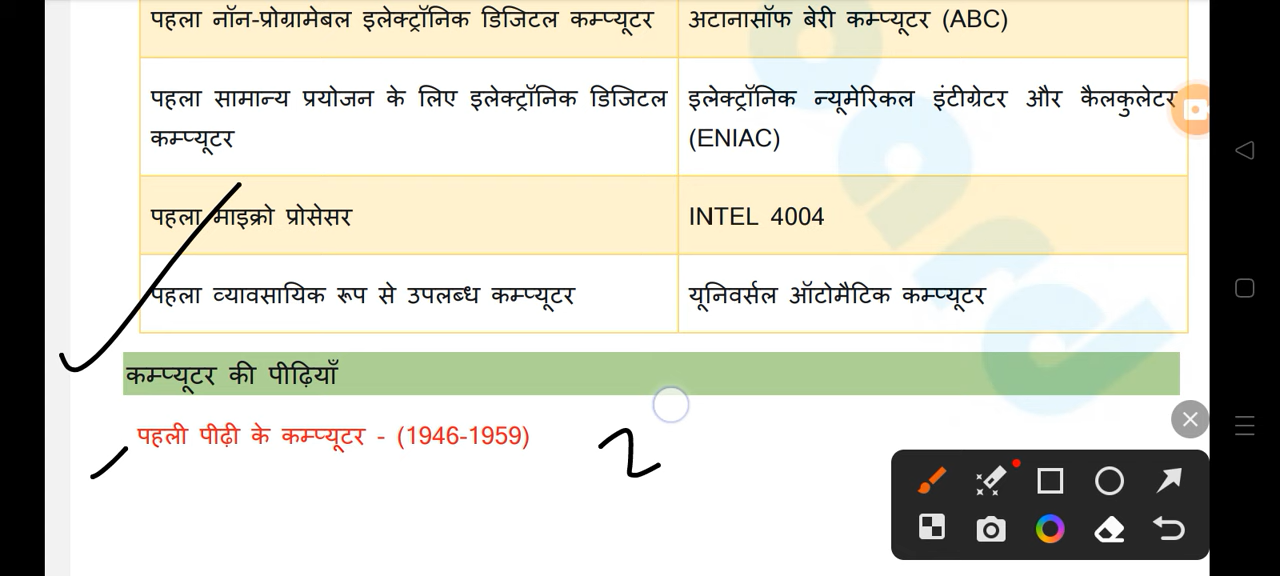 पहला नॉन-प्रोग्रामेबल इलेक्ट्रॉनिक डिजिटल कम्प्यूटर
अटानासॉफ बेरी कम्प्यूटर (ABC)
पहला सामान्य प्रयोजन के लिए इलेक्ट्रॉनिक डिजिटल
कम्प्यूटर
इलेक्ट्रॉनिक न्यूमेरिकल इंटीग्रेटर और कैलकुलेटर
(ENIAC)
पहला माइक्रो प्रोसेसर
INTEL 4004
पहला व्यावसायिक रूप से उपलब्ध कम्प्यूटर
यूनिवर्सल ऑटोमैटिक कम्प्यूटर
कम्प्यूटर की पीढ़ियाँ
पहली पीढ़ी के कम्प्यूटर - (1946-1959)
2